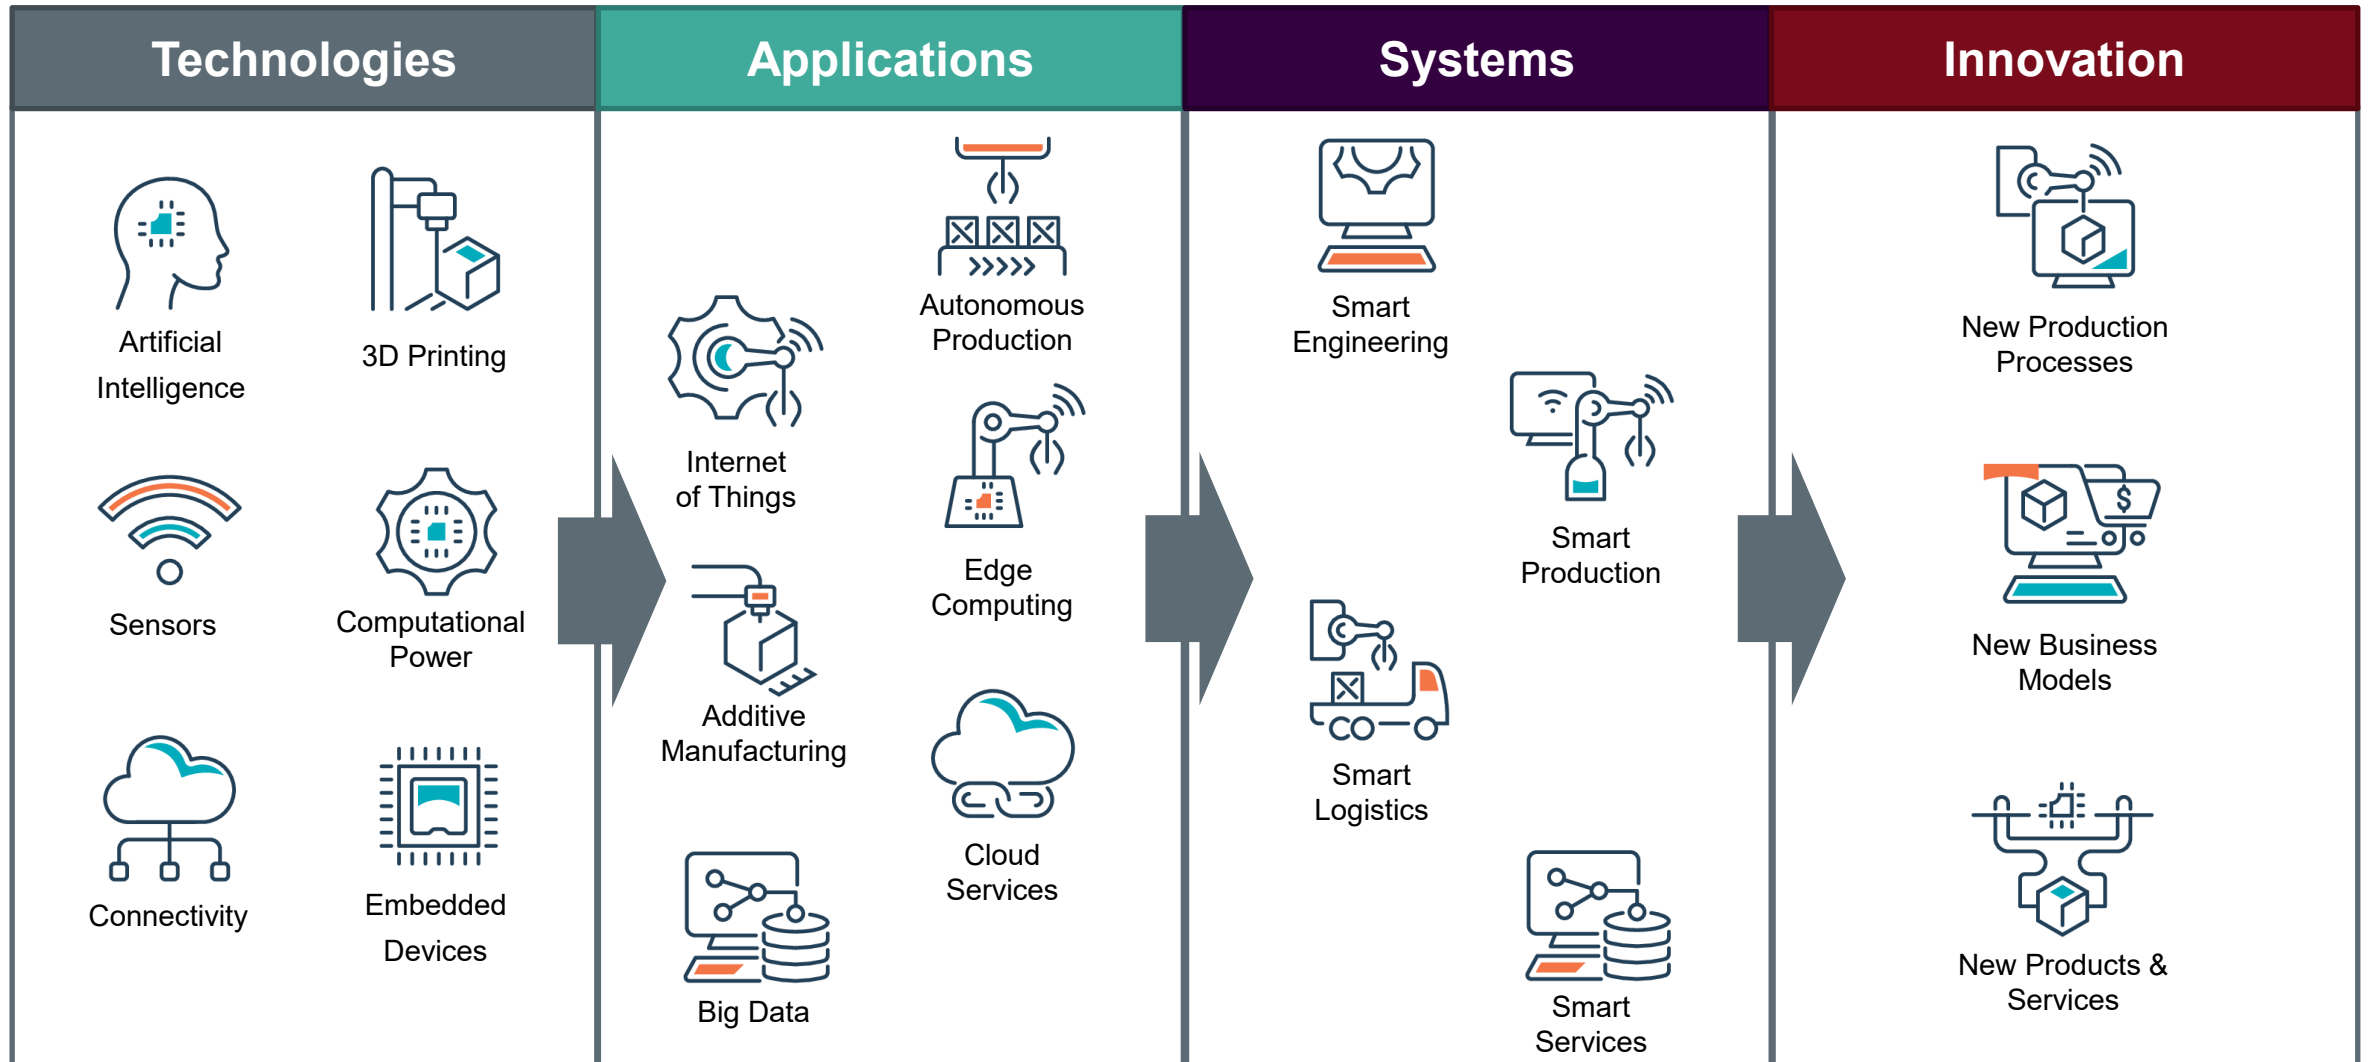 Technologies
Applications
Systems
Innovation
Artificial
Intelligence
3D Printing
Sensors
Computational
Power
Connectivity
Embedded
Devices
Autonomous
Production
Internet
of Things
Edge
Computing
Additive
Manufacturing
Cloud
Services
Big Data
Smart
Engineering
Smart
Production
Smart
Logistics
Smart
Services
New Production
Processes
$
New Business
Models
New Products &
Services